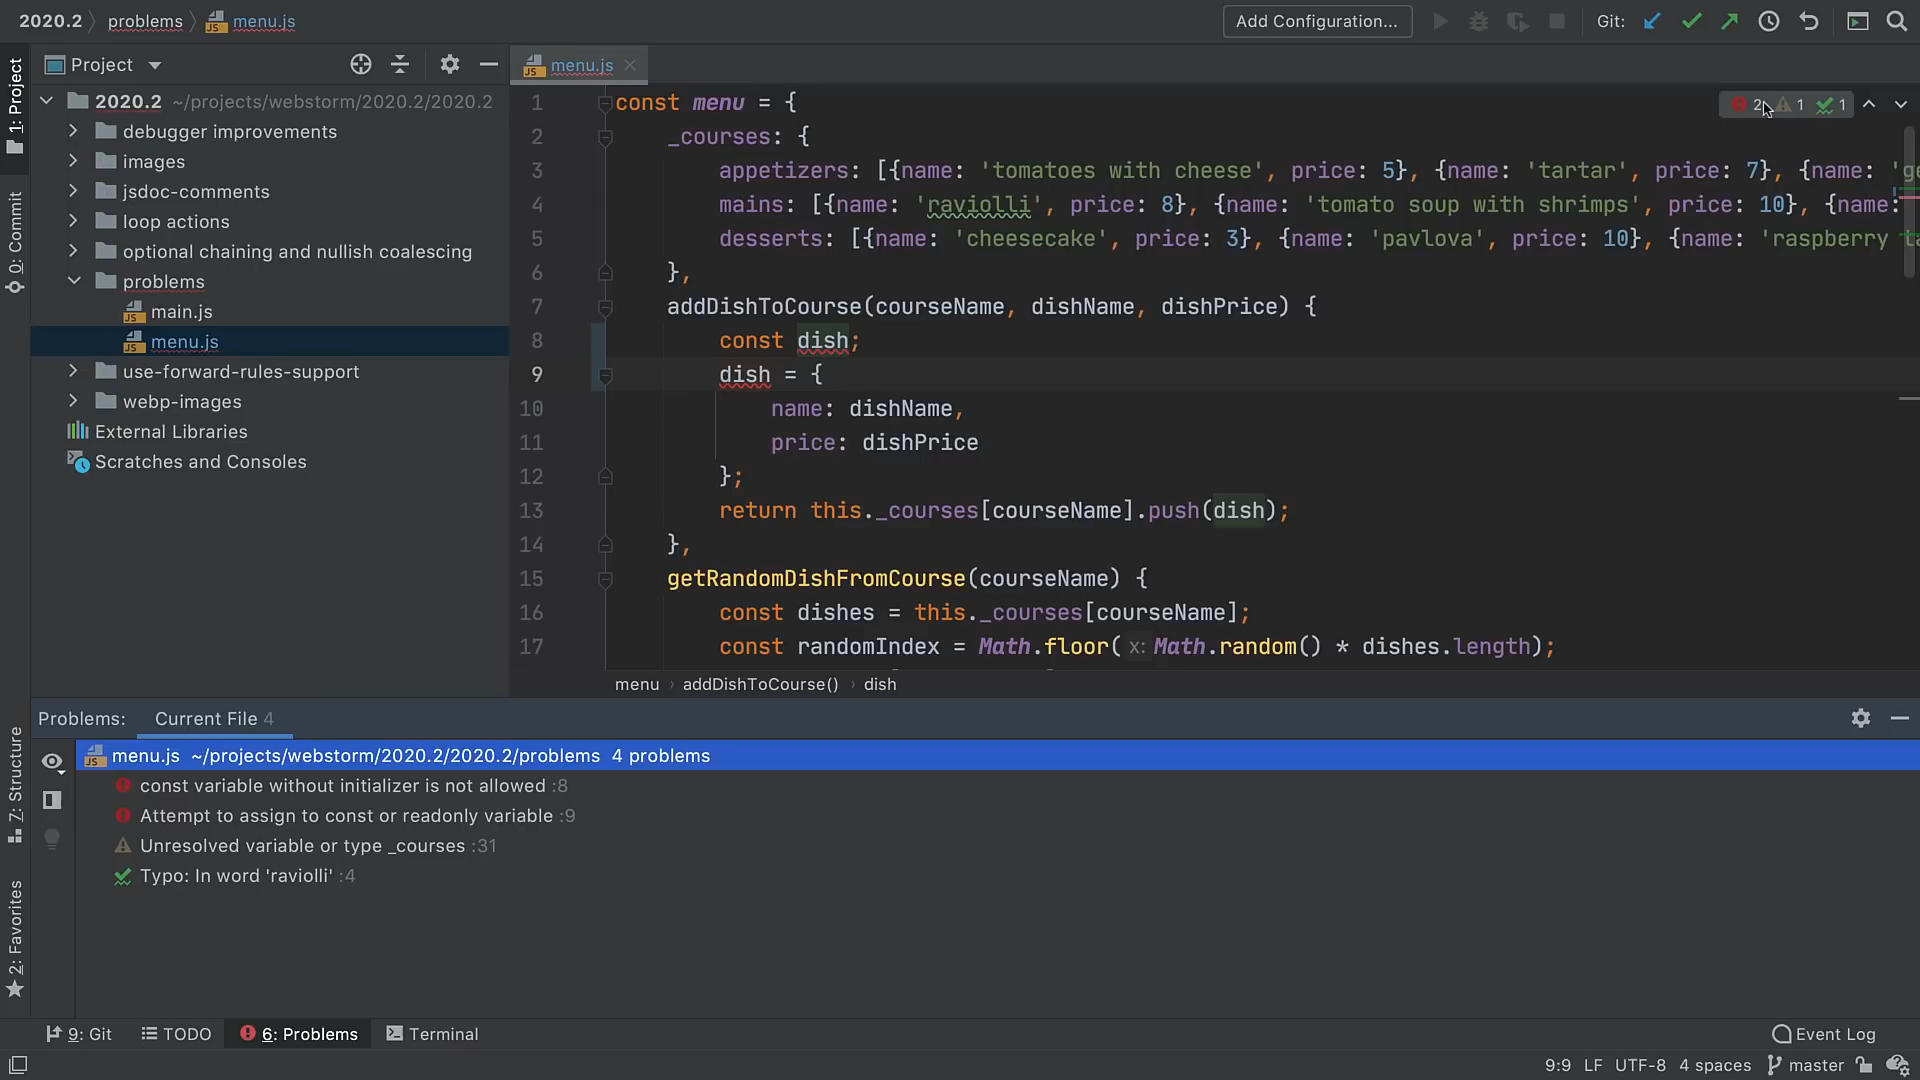 2020.2 problems menu.js
Add Configuration...
Git:
1: Project
0: Commit
7: Structure
2: Favorites
Project
2020.2 ~/projects/webstorm/2020.2/2020.2
debugger improvements
images
jsdoc-comments
loop actions
optional chaining and nullish coalescing
problems
main.js
menu.js
use-forward-rules-support
webp-images
External Libraries
Scratches and Consoles
menu.js
2 1 1
1 const menu = {
2 _courses: {
3 appetizers: [{name: 'tomatoes with cheese', price: 5}, {name: 'tartar', price: 7}, {name: 'ge
4 mains: [{name: 'raviolli', price: 8}, {name: 'tomato soup with shrimps', price: 10}, {name:
5 desserts: [{name: 'cheesecake', price: 3}, {name: 'pavlova', price: 10}, {name: 'raspberry ta
6 },
7 addDishToCourse(courseName, dishName, dishPrice) {
8 const dish;
9 dish = {
10 name: dishName,
11 price: dishPrice
12 };
13 return this._courses[courseName].push(dish);
14 },
15 getRandomDishFromCourse(courseName) {
16 const dishes = this._courses[courseName];
17 const randomIndex = Math.floor( x: Math.random() * dishes.length);
menu addDishToCourse() dish
Problems: Current File 4
menu.js ~/projects/webstorm/2020.2/2020.2/problems 4 problems
const variable without initializer is not allowed :8
Attempt to assign to const or readonly variable :9
Unresolved variable or type _courses :31
Typo: In word 'raviolli' :4
9: Git TODO 6: Problems Terminal
Event Log
9:9 LF UTF-8 4 spaces master